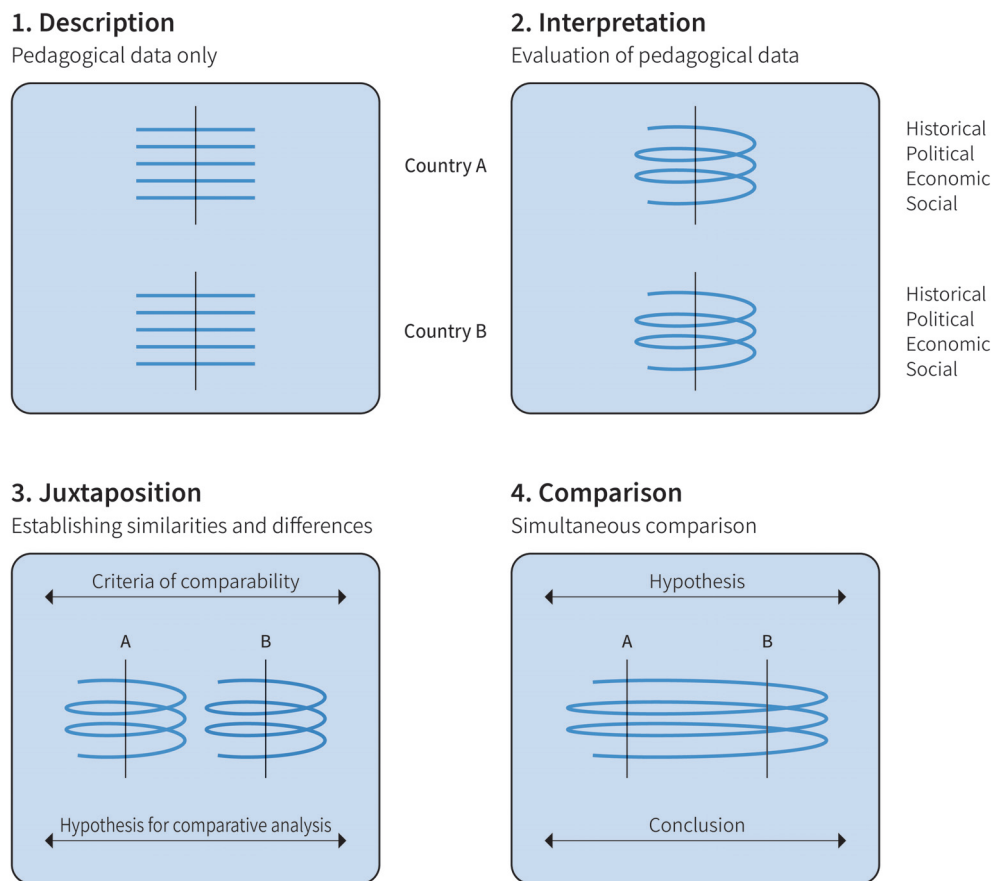 1. Description
Pedagogical data only
Country A
Country B
2. Interpretation
Evaluation of pedagogical data
Historical
Political
Economic
Social
Historical
Political
Economic
Social
3. Juxtaposition
Establishing similarities and differences
Criteria of comparability
A B
Hypothesis for comparative analysis
4. Comparison
Simultaneous comparison
Hypothesis
A B
Conclusion